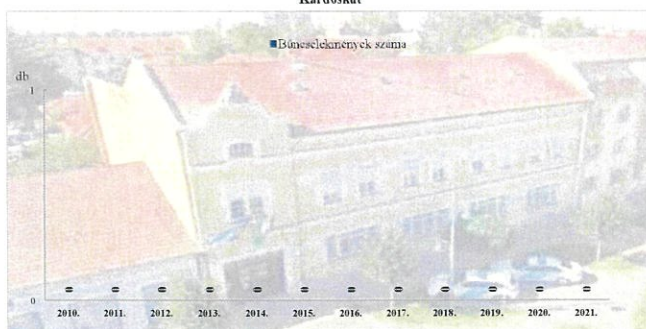 Kardoskút
Bűncselekmények száma
db
1
0 0 0 0 0 0 0 0 0 0 0 0
0
2010. 2011. 2012. 2013. 2014. 2015. 2016. 2017. 2018. 2019. 2020. 2021.